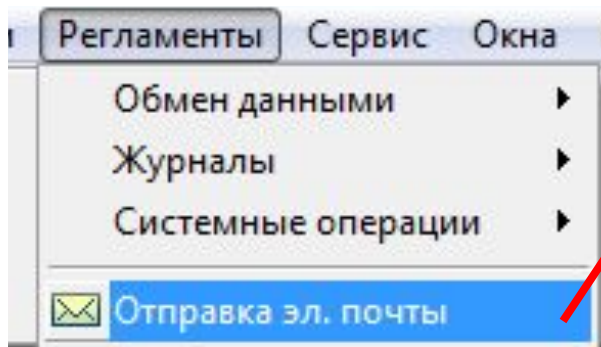 Регламенты Сервис Окна
Обмен данными
Журналы
Системные операции
Отправка эл. почты